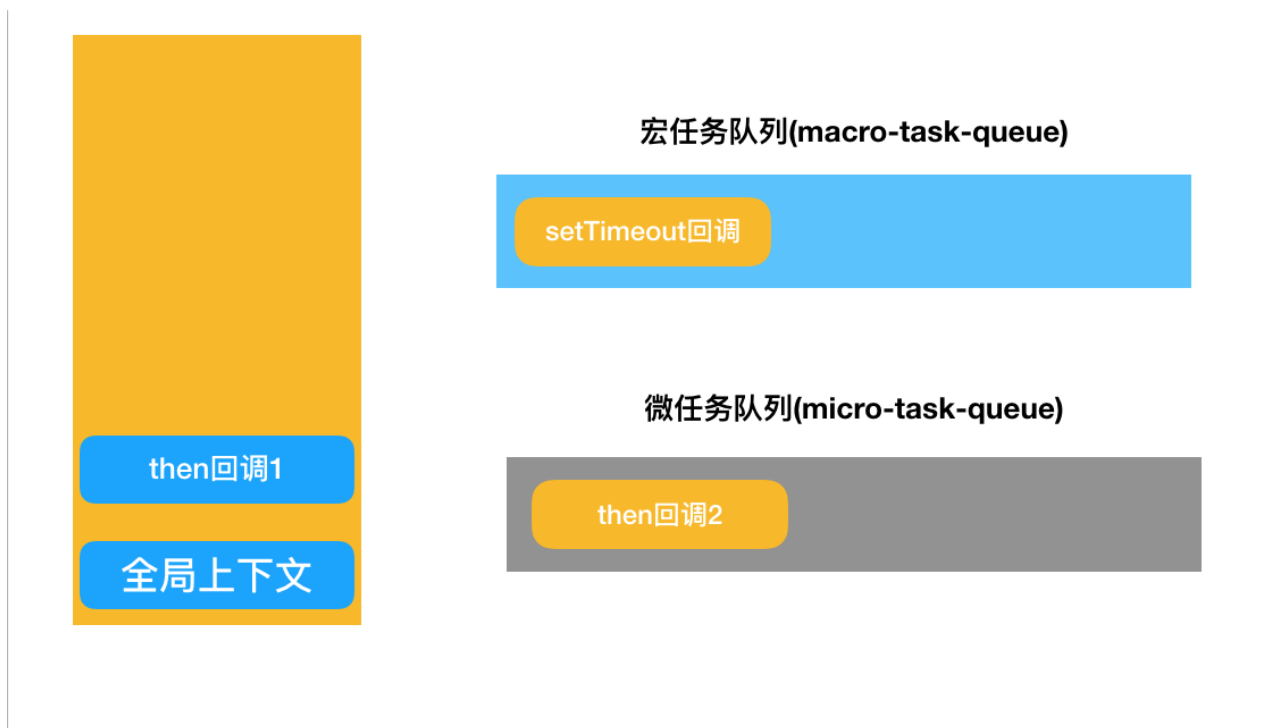 宏任务队列(macro-task-queue)
setTimeout回调
微任务队列(micro-task-queue)
then回调1
then回调2
全局上下文